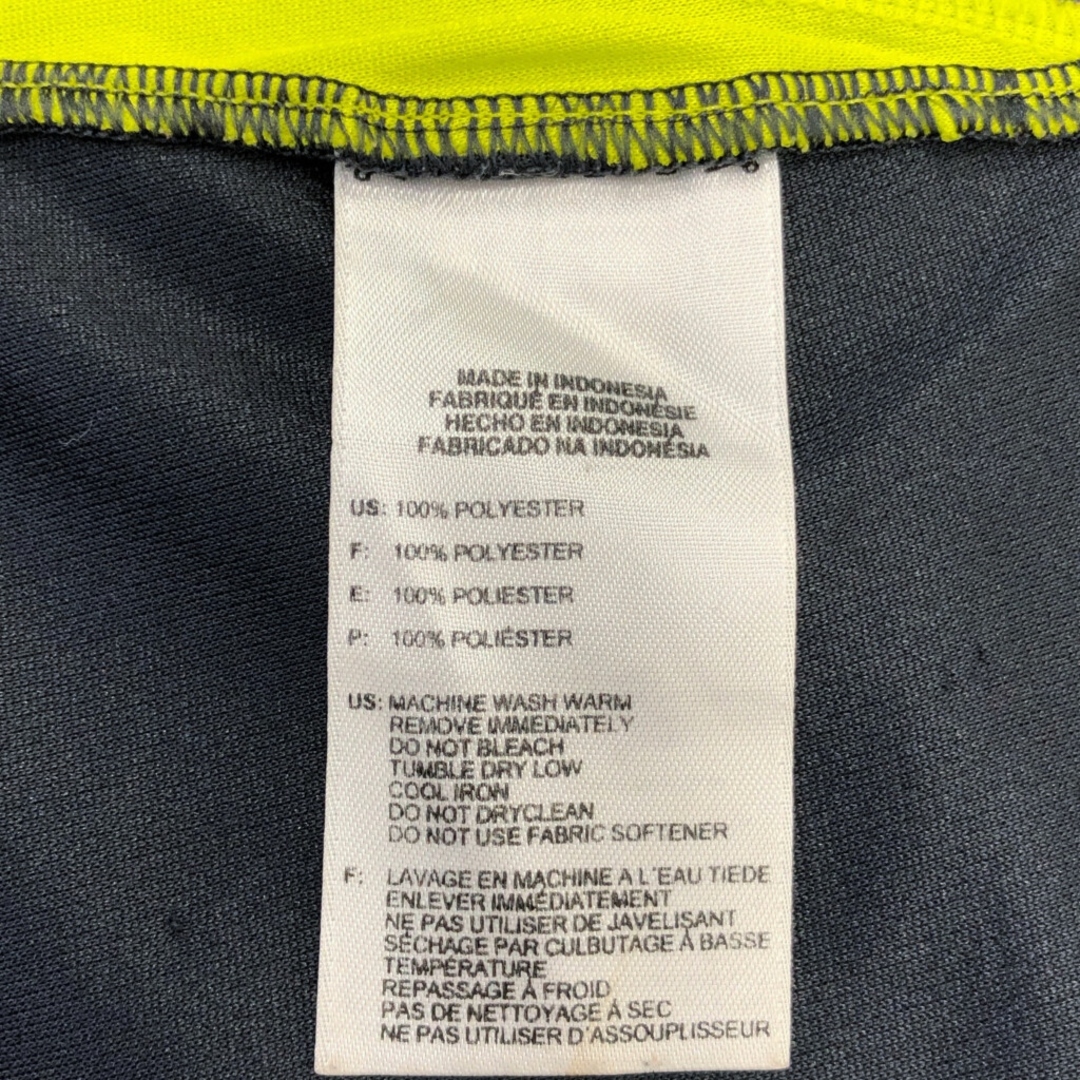 MADE IN INDONESIA
FABRIQUÉ EN INDONÉSIE
HECHO EN INDONESIA
FABRICADO NA INDONÉSIA
US: 100% POLYESTER
F: 100% POLYESTER
E: 100% POLIESTER
P: 100% POLIÉSTER
US: MACHINE WASH WARM
REMOVE IMMEDIATELY
DO NOT BLEACH
TUMBLE DRY LOW
COOL IRON
DO NOT DRYCLEAN
DO NOT USE FABRIC SOFTENER
F: LAVAGE EN MACHINE A L'EAU TIEDE
ENLEVER IMMÉDIATEMENT
NE PAS UTILISER DE JAVELISANT
SÉCHAGE PAR CULBUTAGE À BASSE
TEMPÉRATURE
REPASSAGE À FROID
PAS DE NETTOYAGE À SEC
NE PAS UTILISER D'ASSOUPLISSEUR